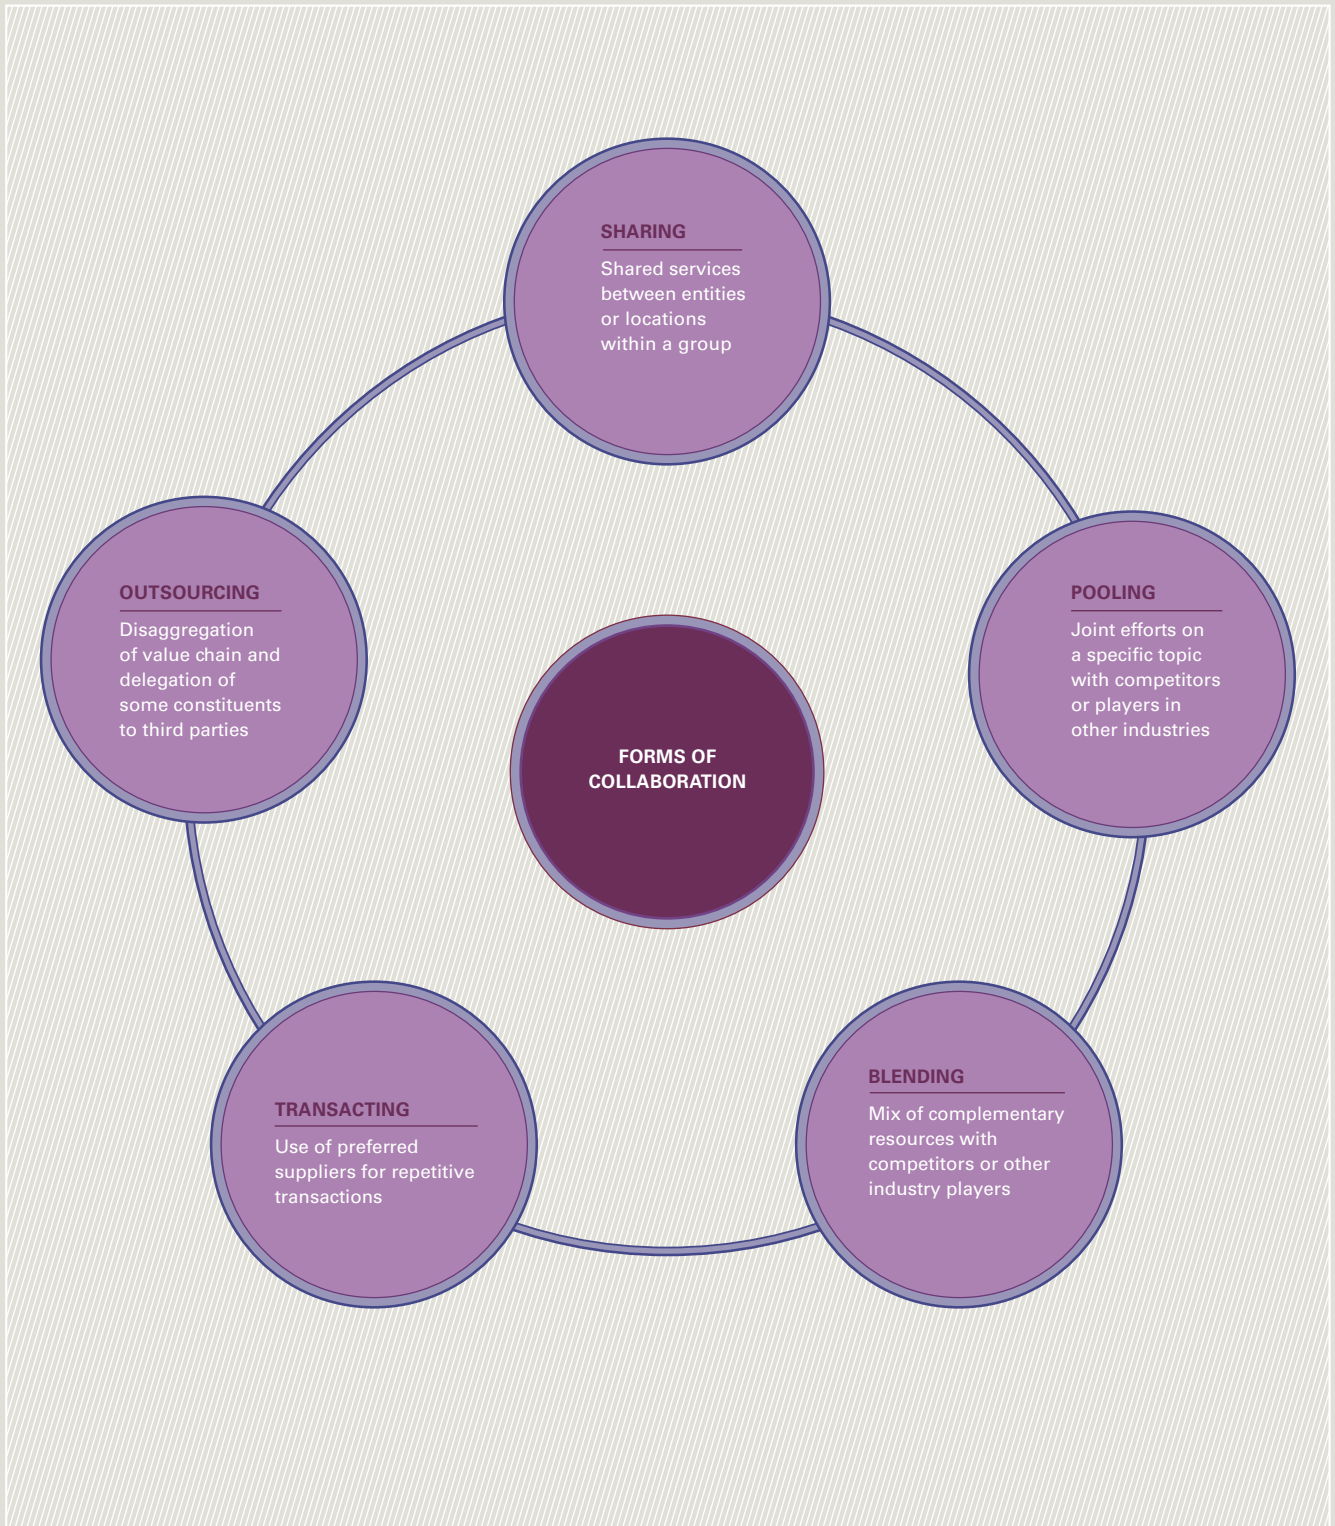 SHARING
Shared services
between entities
or locations
within a group
OUTSOURCING
Disaggregation
of value chain and
delegation of
some constituents
to third parties
POOLING
Joint efforts on
a specific topic
with competitors
or players in
other industries
FORMS OF
COLLABORATION
TRANSACTING
Use of preferred
suppliers for repetitive
transactions
BLENDING
Mix of complementary
resources with
competitors or other
industry players